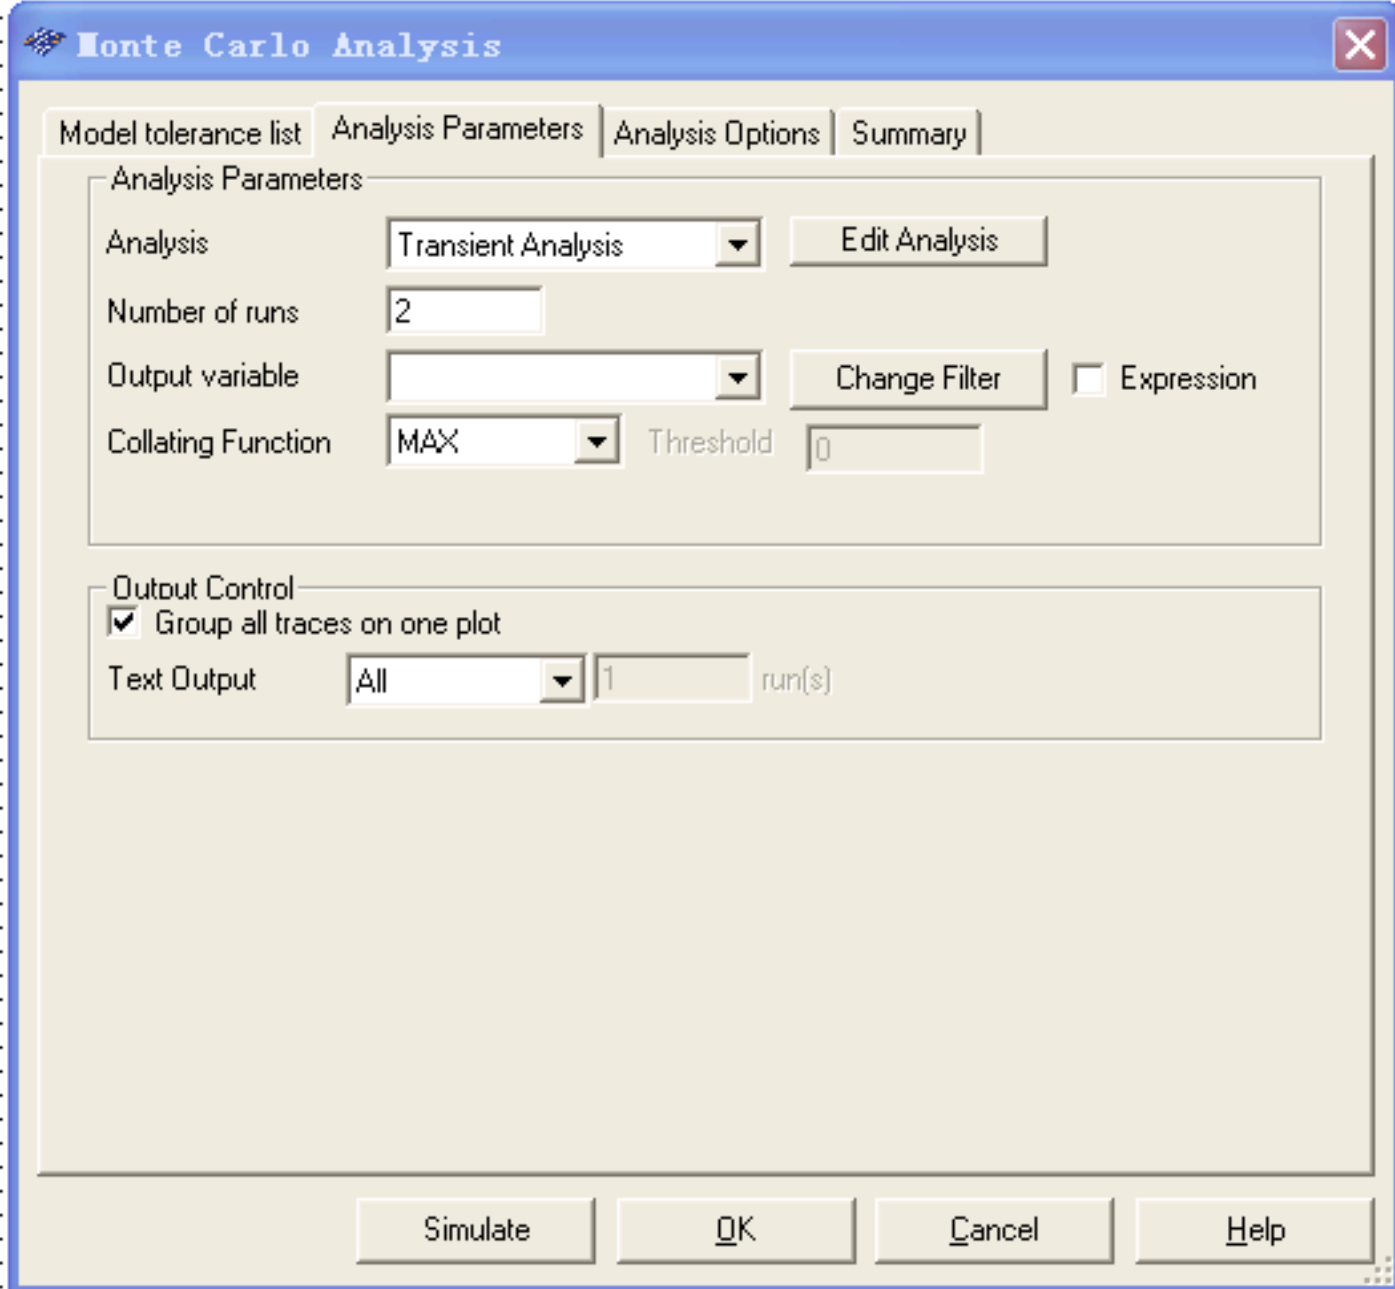 Monte Carlo Analysis
Model tolerance list Analysis Parameters Analysis Options Summary
Analysis Parameters
Analysis Transient Analysis Edit Analysis
Number of runs 2
Output variable Change Filter Expression
Collating Function MAX Threshold 0
Output Control
Group all traces on one plot
Text Output All 1 run(s)
Simulate OK Cancel Help